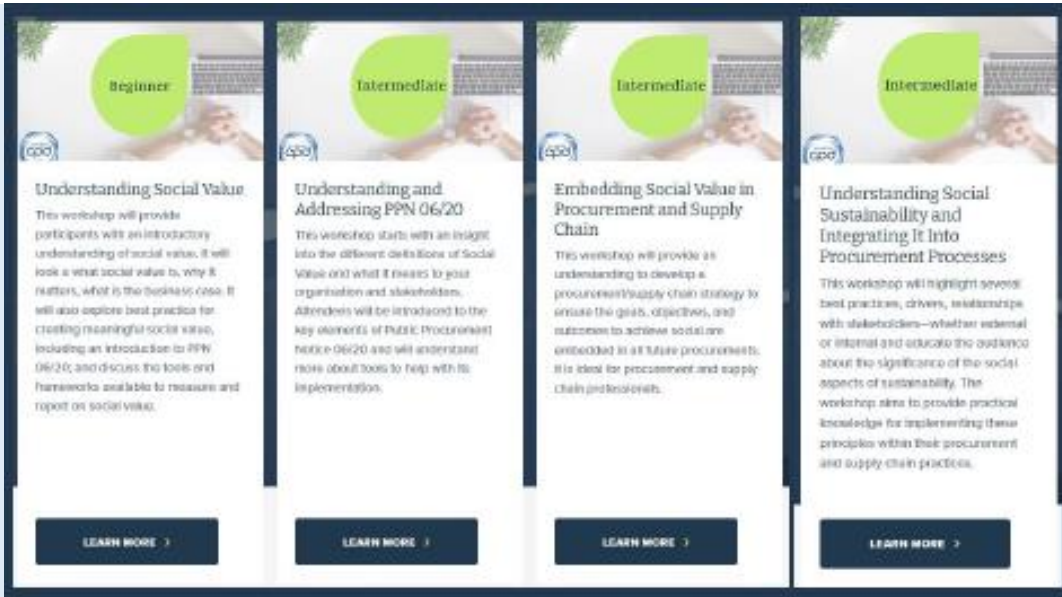 Beginner
cpd
Understanding Social Value
This workshop will provide
participants with an introductory
understanding of social value. It will
look a what social value is, why it
matters, what is the business case. It
will also explore best practice for
creating meaningful social value,
including an introduction to PPN
06/20; and discuss the tools and
frameworks available to measure and
report on social value.
LEARN MORE >
Intermediate
cpd
Understanding and
Addressing PPN 06/20
This workshop starts with an insight
into the different definitions of Social
Value and what it means to your
organisation and stakeholders.
Attendees will be introduced to the
key elements of Public Procurement
Notice 06/20 and will understand
more about tools to help with its
implementation.
LEARN MORE >
Intermediate
cpd
Embedding Social Value in
Procurement and Supply
Chain
This workshop will provide an
understanding to develop a
procurement/supply chain strategy to
ensure the goals, objectives, and
outcomes to achieve social are
embedded in all future procurements.
It is ideal for procurement and supply
chain professionals.
LEARN MORE >
Intermediate
cpd
Understanding Social
Sustainability and
Integrating It Into
Procurement Processes
This workshop will highlight several
best practices, drivers, relationships
with stakeholders—whether external
or internal and educate the audience
about the significance of the social
aspects of sustainability. The
workshop aims to provide practical
knowledge for implementing these
principles within their procurement
and supply chain practices.
LEARN MORE >